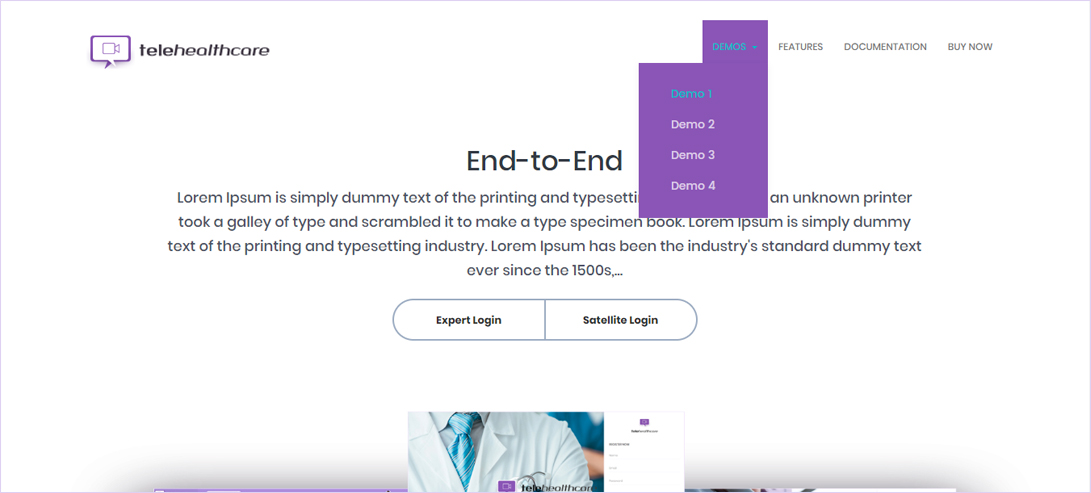 telehealthcare
DEMOS
FEATURES
DOCUMENTATION
BUY NOW
Demo 1
Demo 2
Demo 3
Demo 4
End-to-End
Lorem Ipsum is simply dummy text of the printing and typesetting an unknown printer
took a galley of type and scrambled it to make a type specimen book. Lorem Ipsum is simply dummy
text of the printing and typesetting industry. Lorem Ipsum has been the industry's standard dummy text
ever since the 1500s,...
Expert Login
Satellite Login
telehealthcare
telehealthcare